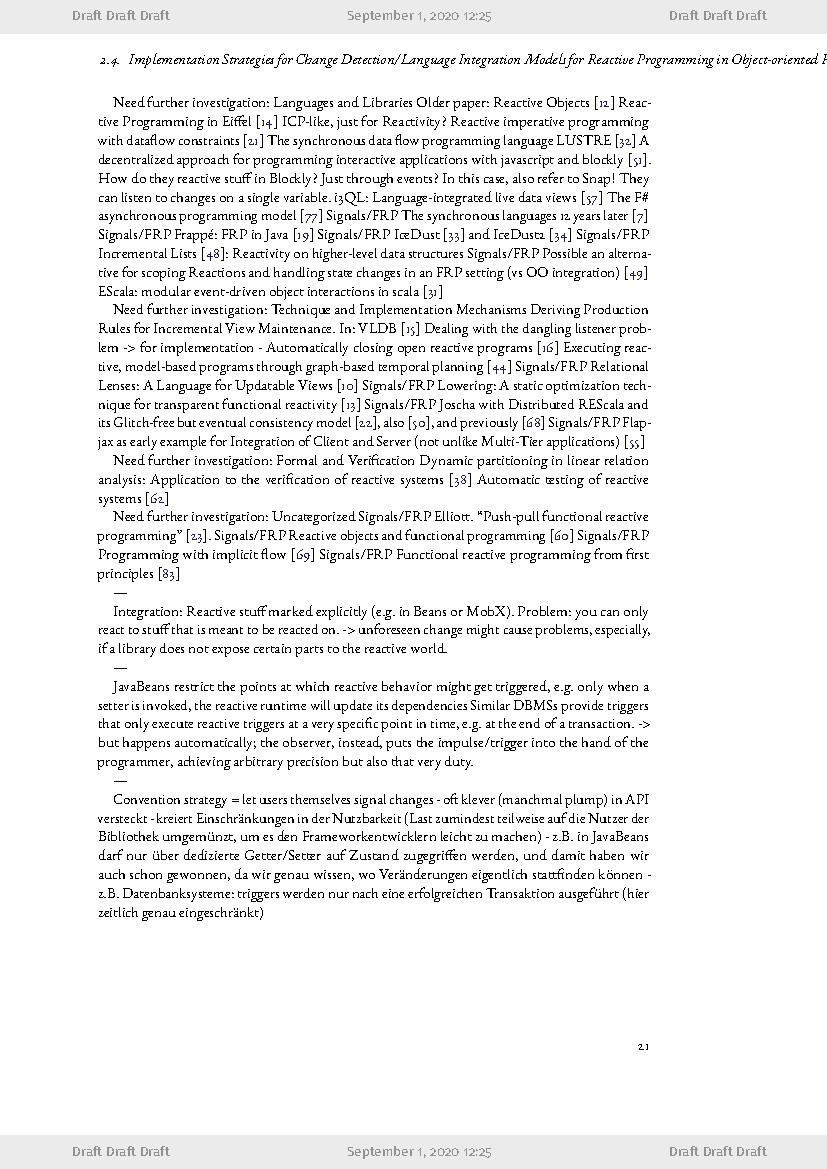 Draft Draft Draft September 1, 2020 12:25 Draft Draft Draft
2.4. Implementation Strategies for Change Detection/Language Integration Models for Reactive Programming in Object-oriented
Need further investigation: Languages and Libraries Older paper: Reactive Objects [12] Reac-
tive Programming in Eiffel [14] ICP-like, just for Reactivity? Reactive imperative programming
with dataflow constraints [21] The synchronous data flow programming language LUSTRE [32] A
decentralized approach for programming interactive applications with javascript and blockly [51].
How do they reactive stuff in Blockly? Just through events? In this case, also refer to Snap! They
can listen to changes on a single variable. i3QL: Language-integrated live data views [57] The F#
asynchronous programming model [77] Signals/FRP The synchronous languages 12 years later [7]
Signals/FRP Frappé: FRP in Java [19] Signals/FRP IceDust [33] and IceDust2 [34] Signals/FRP
Incremental Lists [48]: Reactivity on higher-level data structures Signals/FRP Possible an alterna-
tive for scoping Reactions and handling state changes in an FRP setting (vs OO integration) [49]
EScala: modular event-driven object interactions in scala [31]
Need further investigation: Technique and Implementation Mechanisms Deriving Production
Rules for Incremental View Maintenance. In: VLDB [15] Dealing with the dangling listener prob-
lem -> for implementation - Automatically closing open reactive programs [16] Executing reac-
tive, model-based programs through graph-based temporal planning [44] Signals/FRP Relational
Lenses: A Language for Updatable Views [10] Signals/FRP Lowering: A static optimization tech-
nique for transparent functional reactivity [13] Signals/FRP Joscha with Distributed REScala and
its Glitch-free but eventual consistency model [22], also [50], and previously [68] Signals/FRP Flap-
jax as early example for Integration of Client and Server (not unlike Multi-Tier applications) [55]
Need further investigation: Formal and Verification Dynamic partitioning in linear relation
analysis: Application to the verification of reactive systems [38] Automatic testing of reactive
systems [62]
Need further investigation: Uncategorized Signals/FRP Elliott. “Push-pull functional reactive
programming” [23]. Signals/FRP Reactive objects and functional programming [60] Signals/FRP
Programming with implicit flow [69] Signals/FRP Functional reactive programming from first
principles [83]
—
Integration: Reactive stuff marked explicitly (e.g. in Beans or MobX). Problem: you can only
react to stuff that is meant to be reacted on. -> unforeseen change might cause problems, especially,
if a library does not expose certain parts to the reactive world.
—
JavaBeans restrict the points at which reactive behavior might get triggered, e.g. only when a
setter is invoked, the reactive runtime will update its dependencies Similar DBMSs provide triggers
that only execute reactive triggers at a very specific point in time, e.g. at the end of a transaction. ->
but happens automatically; the observer, instead, puts the impulse/trigger into the hand of the
programmer, achieving arbitrary precision but also that very duty.
—
Convention strategy = let users themselves signal changes - oft klever (manchmal plump) in API
versteckt - kreiert Einschränkungen in der Nutzbarkeit (Last zumindest teilweise auf die Nutzer der
Bibliothek umgemünzt, um es den Frameworkentwicklern leicht zu machen) - z.B. in JavaBeans
darf nur über dedizierte Getter/Setter auf Zustand zugegriffen werden, und damit haben wir
auch schon gewonnen, da wir genau wissen, wo Veränderungen eigentlich stattfinden können -
z.B. Datenbanksysteme: triggers werden nur nach eine erfolgreichen Transaktion ausgeführt (hier
zeitlich genau eingeschränkt)
21
Draft Draft Draft September 1, 2020 12:25 Draft Draft Draft